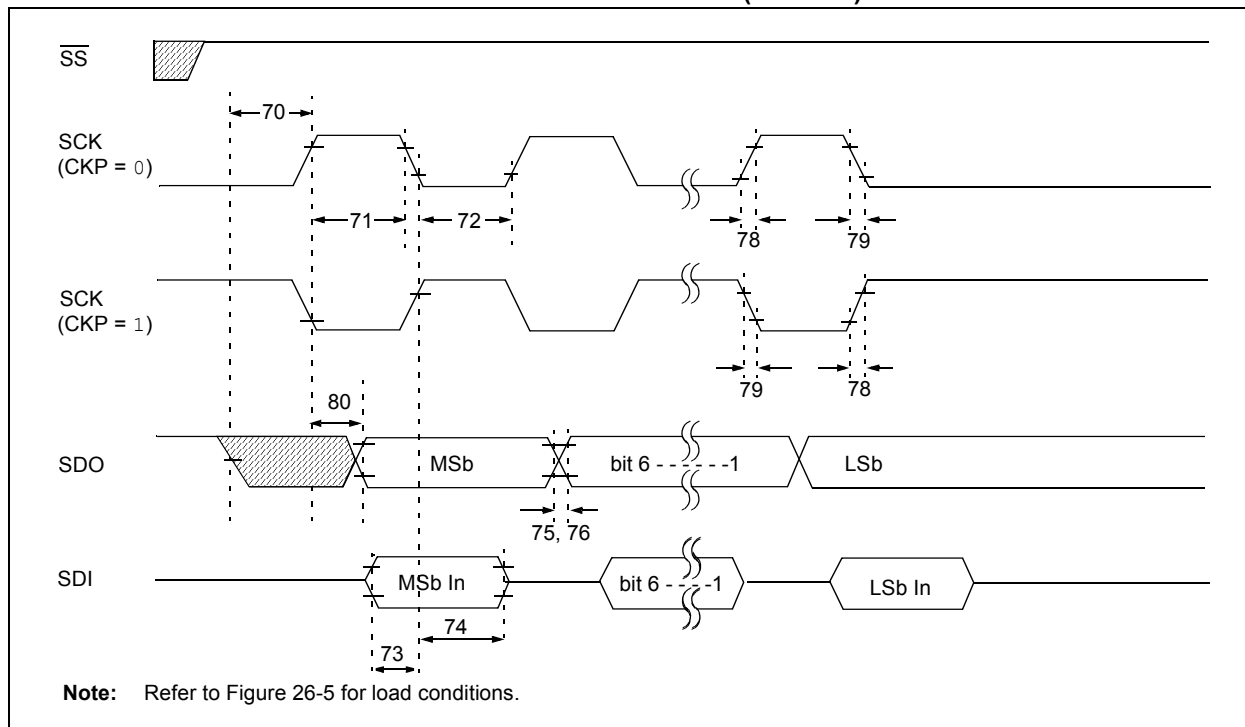 SS
70
SCK
(CKP = 0)
71
72
78
79
SCK
(CKP = 1)
79
78
80
SDO
MSb
bit 6 - - - - - - -1
LSb
75, 76
SDI
MSb In
bit 6 - - - - -1
LSb In
74
73
Note: Refer to Figure 26-5 for load conditions.